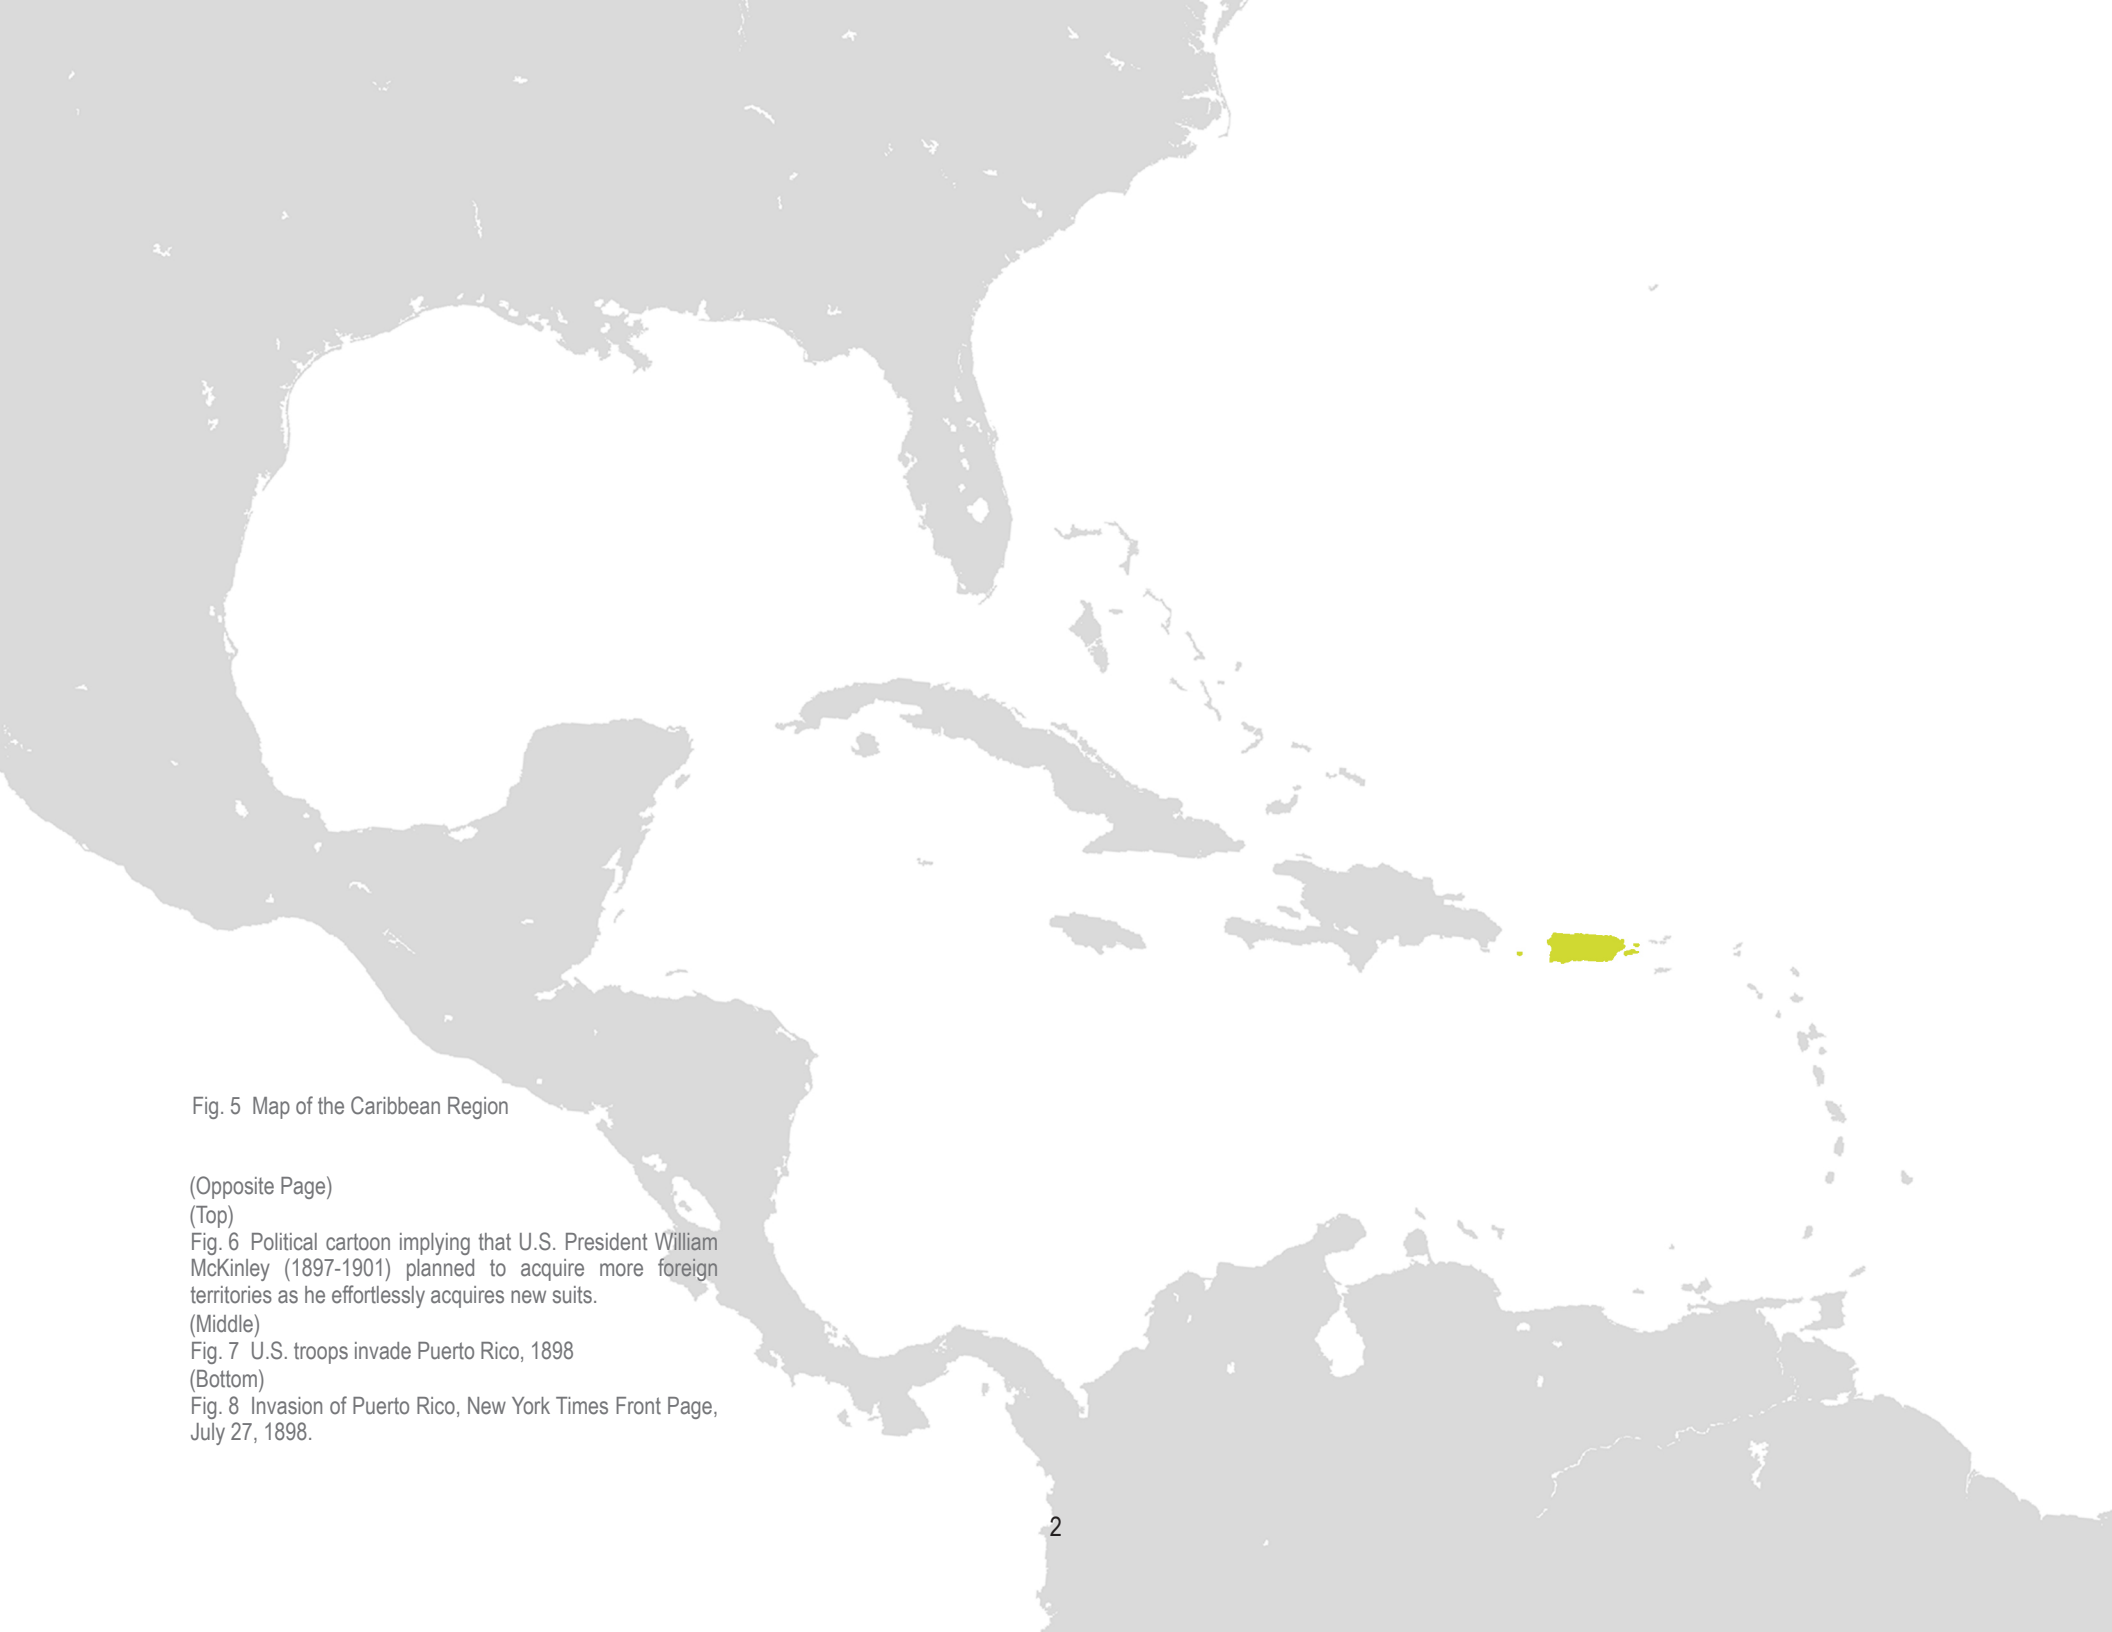 Fig. 5  Map of the Caribbean Region
(Opposite Page)
(Top)
Fig. 6  Political cartoon implying that U.S. President William
McKinley (1897-1901) planned to acquire more foreign
territories as he effortlessly acquires new suits.
(Middle)
Fig. 7  U.S. troops invade Puerto Rico, 1898
(Bottom)
Fig. 8  Invasion of Puerto Rico, New York Times Front Page,
July 27, 1898.
2